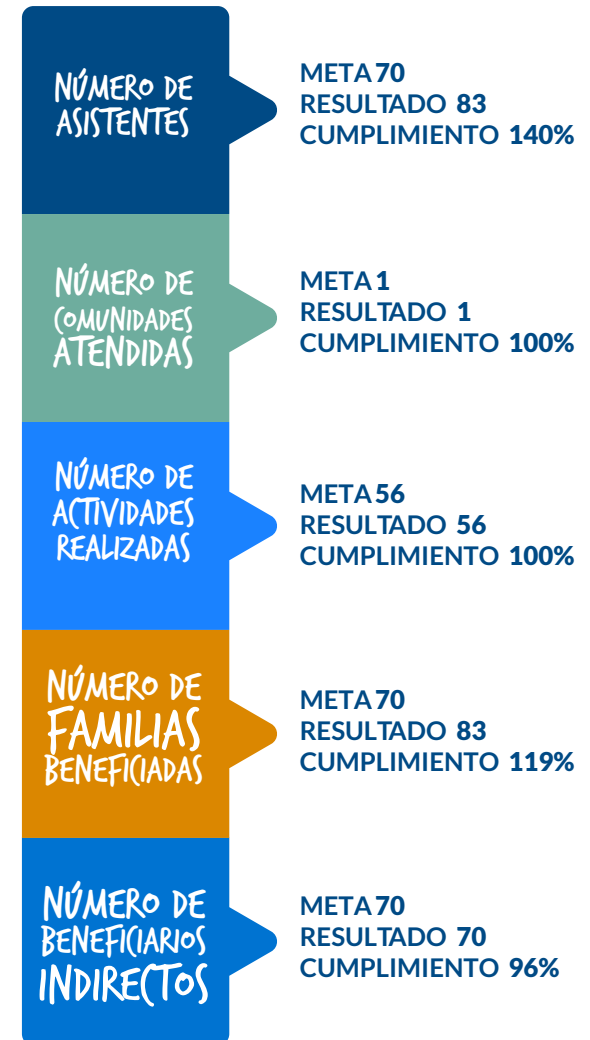 NÚMERO DE
ASISTENTES
META 70
RESULTADO 83
CUMPLIMIENTO 140%
NÚMERO DE
COMUNIDADES
ATENDIDAS
META 1
RESULTADO 1
CUMPLIMIENTO 100%
NÚMERO DE
ACTIVIDADES
REALIZADAS
META 56
RESULTADO 56
CUMPLIMIENTO 100%
NÚMERO DE
FAMILIAS
BENEFICIADAS
META 70
RESULTADO 83
CUMPLIMIENTO 119%
NÚMERO DE
BENEFICIARIOS
INDIRECTOS
META 70
RESULTADO 70
CUMPLIMIENTO 96%